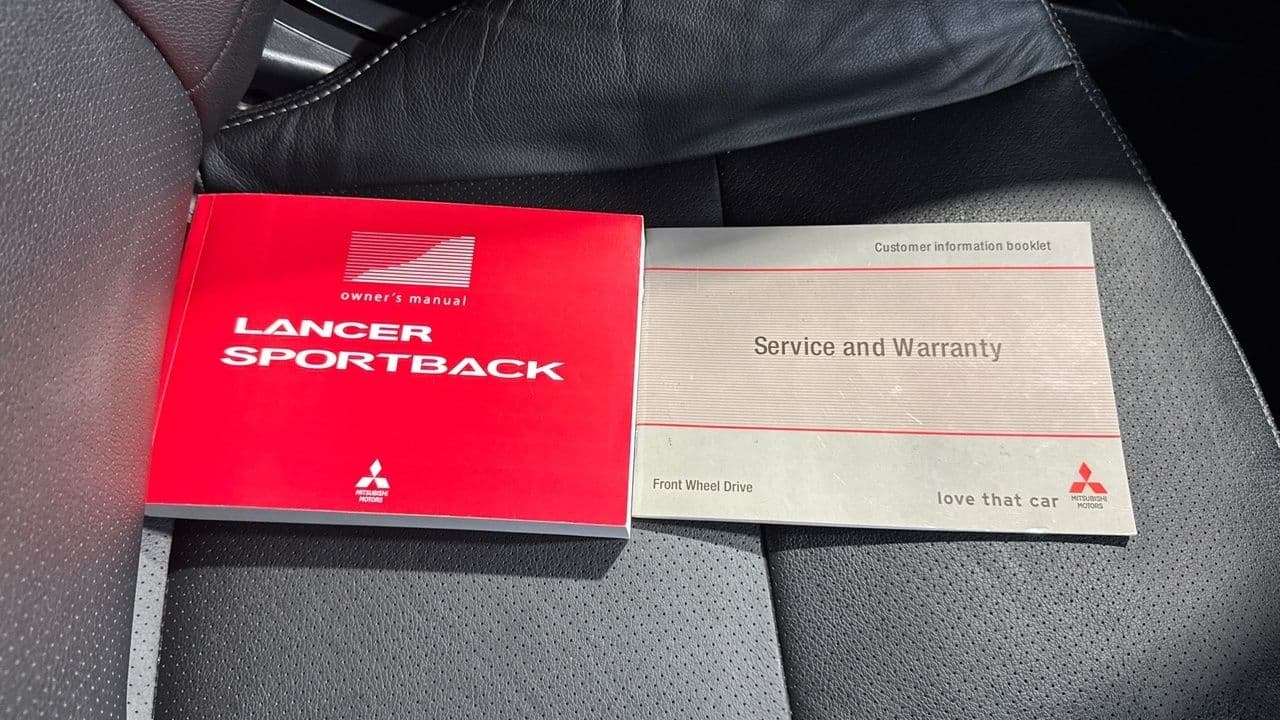 owner's manual
LANCER
SPORTBACK
MITSUBISHI
MOTORS
Customer information booklet
Service and Warranty
Front Wheel Drive
love that car
MITSUBISHI
MOTORS